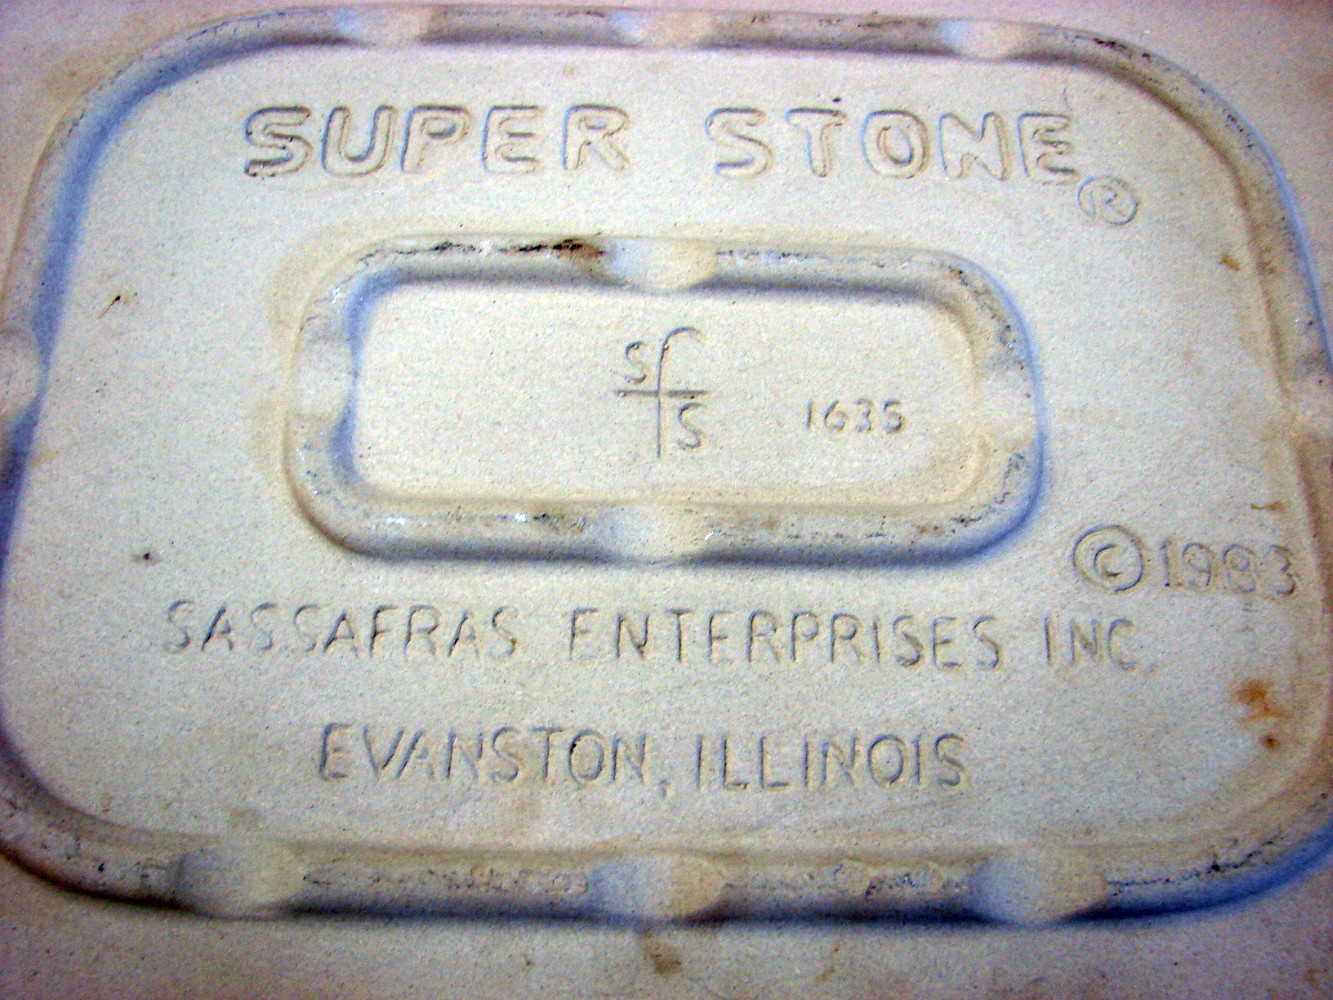 SUPER STONE®
S
S
1635
©1983
SASSAFRAS ENTERPRISES INC.
EVANSTON, ILLINOIS